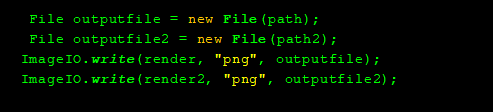 File outputfile = new File(path);
File outputfile2 = new File(path2);
ImageIO.write(render, "png", outputfile);
ImageIO.write(render2, "png", outputfile2);